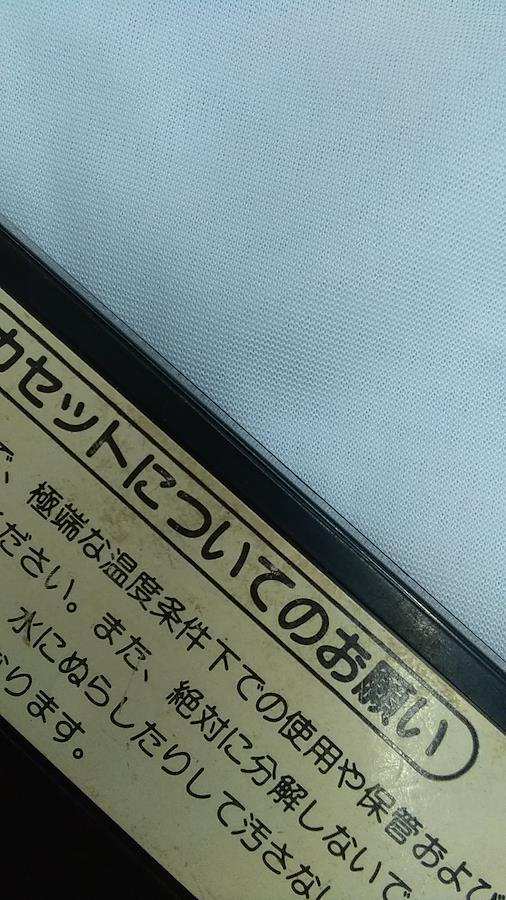 カセットについてのお願い
で、極端な温度条件下での使用や保管および
ください。また、絶対に分解しないで
水にぬらしたりして汚さない
なります。